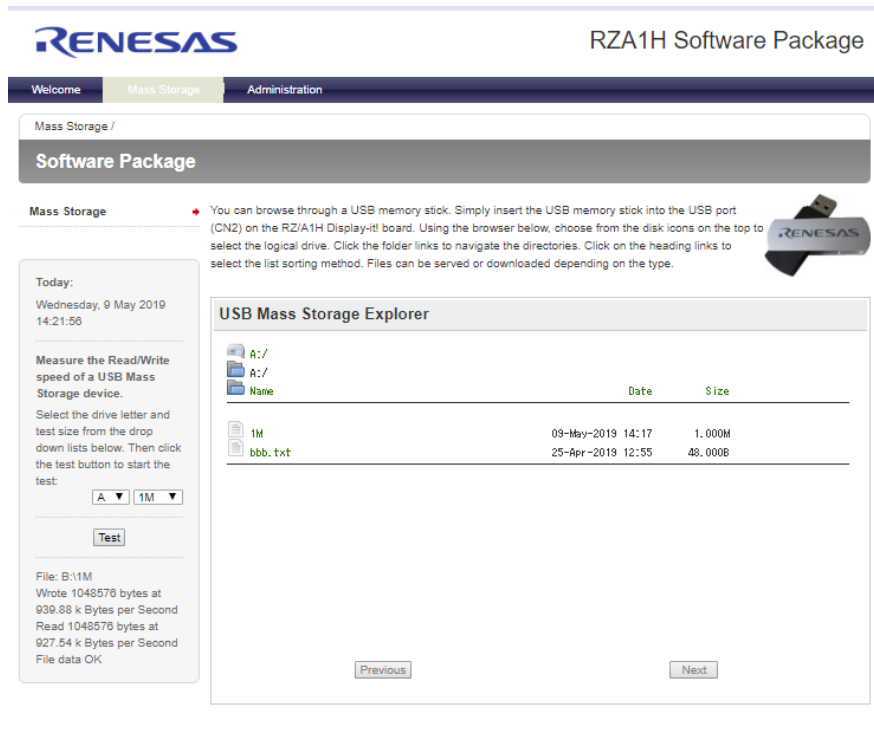 RENESAS
RZA1H Software Package
Welcome Mass Storage Administration
Mass Storage /
Software Package
Mass Storage
You can browse through a USB memory stick. Simply insert the USB memory stick into the USB port
(CN2) on the RZ/A1H Display-it! board. Using the browser below, choose from the disk icons on the top to
select the logical drive. Click the folder links to navigate the directories. Click on the heading links to
select the list sorting method. Files can be served or downloaded depending on the type.
RENESAS
Today:
Wednesday, 9 May 2019
14:21:56
Measure the Read/Write
speed of a USB Mass
Storage device.
Select the drive letter and
test size from the drop
down lists below. Then click
the test button to start the
test:
A 1M
Test
File: B:\1M
Wrote 1048576 bytes at
939.88 k Bytes per Second
Read 1048576 bytes at
927.54 k Bytes per Second
File data OK
USB Mass Storage Explorer
A:/
A:/
Name Date Size
1M 09-May-2019 14:17 1.000M
bbb.txt 25-Apr-2019 12:55 48.000B
Previous Next